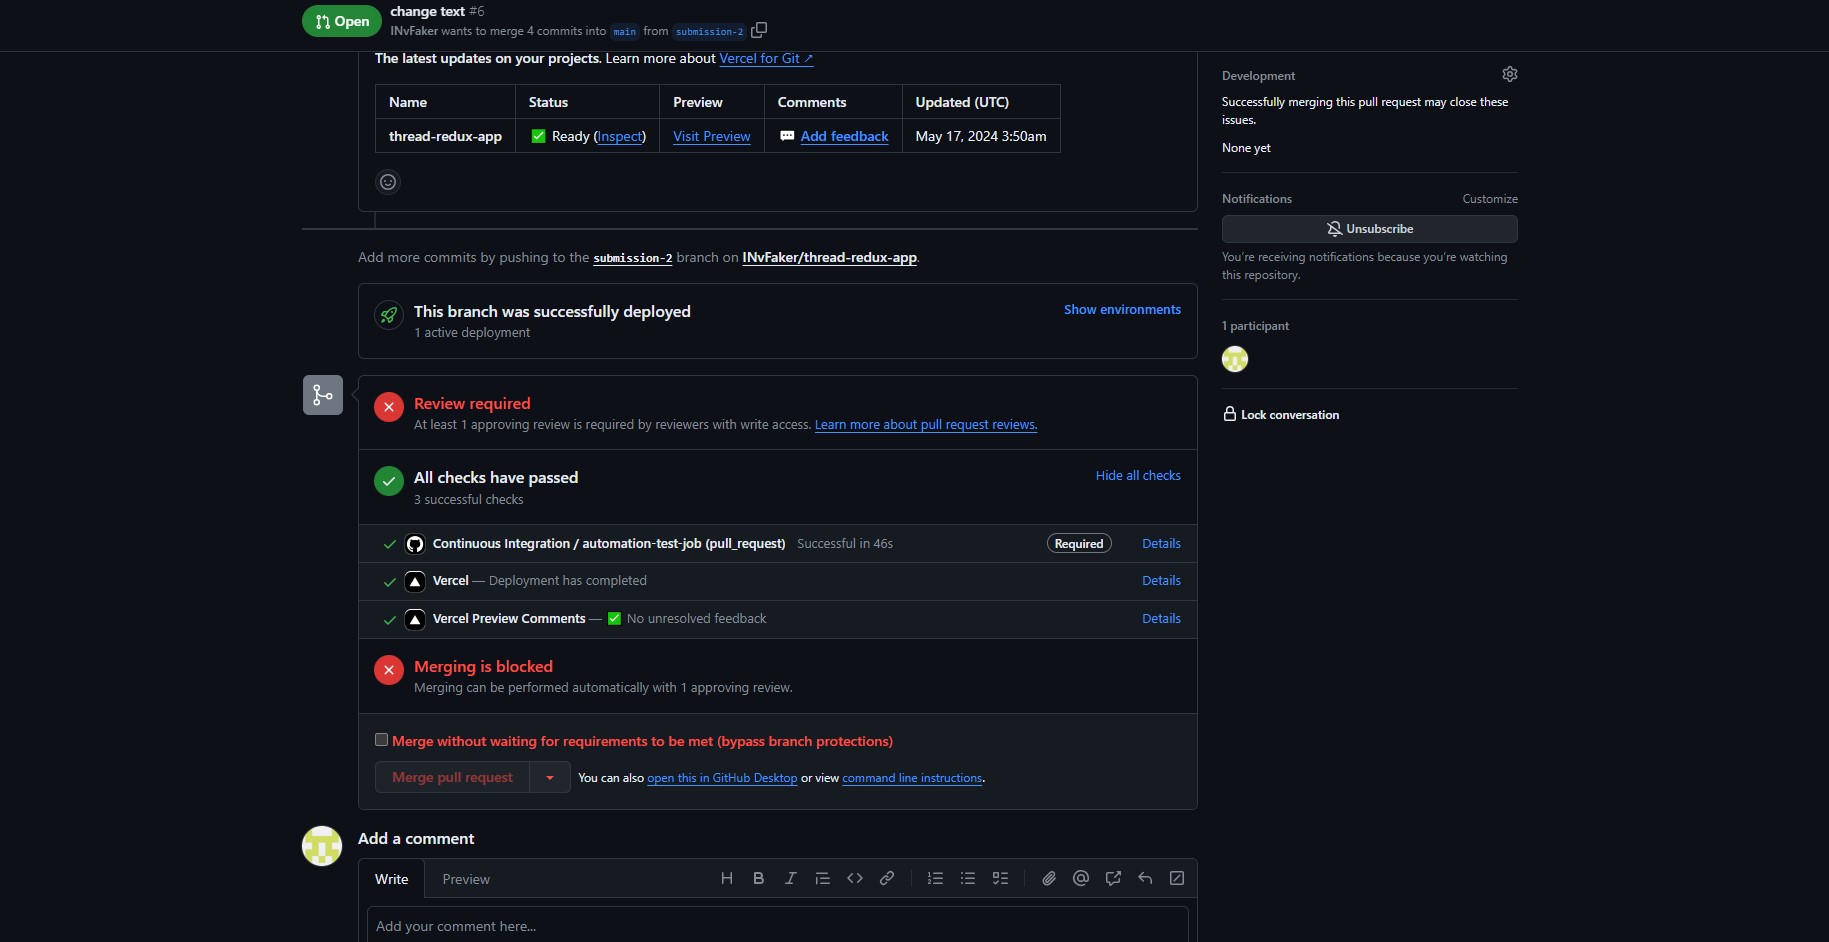 Open
change text #6
INvFaker wants to merge 4 commits into main from submission-2
The latest updates on your projects. Learn more about Vercel for Git ↗
Name Status Preview Comments Updated (UTC)
thread-redux-app ✅ Ready (Inspect) Visit Preview 💬 Add feedback May 17, 2024 3:50am
Add more commits by pushing to the submission-2 branch on INvFaker/thread-redux-app.
This branch was successfully deployed
Show environments
1 active deployment
Review required
At least 1 approving review is required by reviewers with write access. Learn more about pull request reviews.
All checks have passed
Hide all checks
3 successful checks
Continuous Integration / automation-test-job (pull_request) Successful in 46s Required Details
Vercel — Deployment has completed Details
Vercel Preview Comments — ✅ No unresolved feedback Details
Merging is blocked
Merging can be performed automatically with 1 approving review.
Merge without waiting for requirements to be met (bypass branch protections)
Merge pull request
You can also open this in GitHub Desktop or view command line instructions.
Add a comment
Write Preview
Add your comment here...
Development
Successfully merging this pull request may close these
issues.
None yet
Notifications Customize
Unsubscribe
You're receiving notifications because you're watching
this repository.
1 participant
Lock conversation